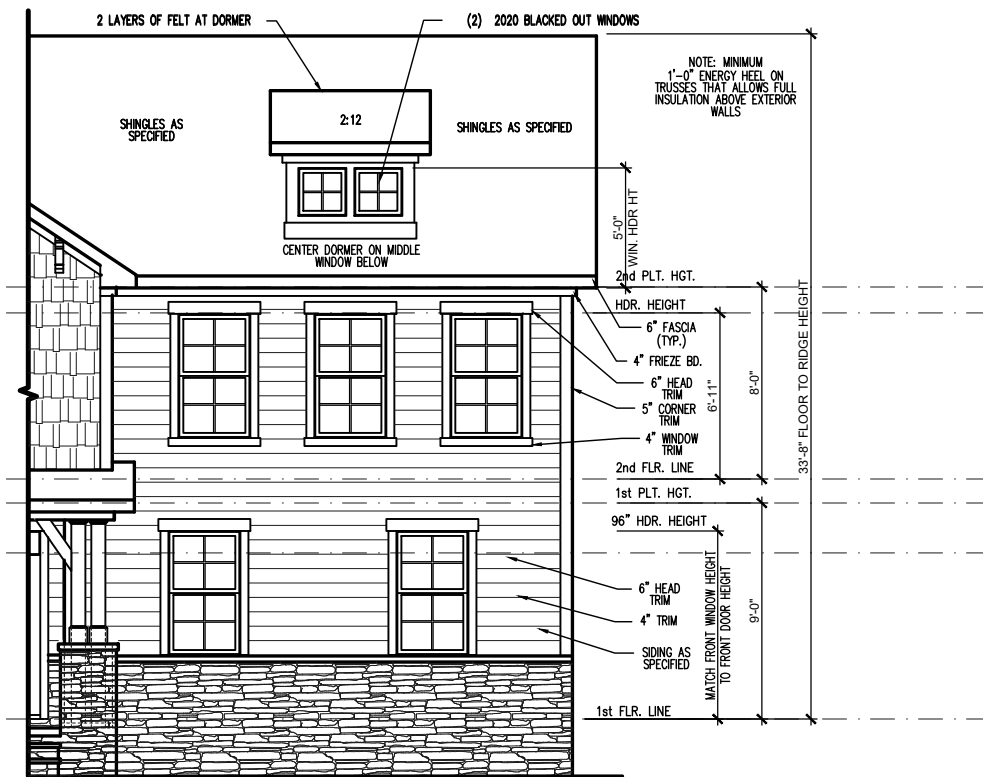 2 LAYERS OF FELT AT DORMER
(2) 2020 BLACKED OUT WINDOWS
NOTE: MINIMUM
1'-0" ENERGY HEEL ON
TRUSSES THAT ALLOWS FULL
INSULATION ABOVE EXTERIOR
WALLS
SHINGLES AS
SPECIFIED
2:12
SHINGLES AS SPECIFIED
5'-0"
WIN. HDR HT
CENTER DORMER ON MIDDLE
WINDOW BELOW
2nd PLT. HGT.
HDR. HEIGHT
6" FASCIA
(TYP.)
4" FRIEZE BD.
6" HEAD
TRIM
5" CORNER
TRIM
4" WINDOW
TRIM
6'-11"
8'-0"
33'-8" FLOOR TO RIDGE HEIGHT
2nd FLR. LINE
1st PLT. HGT.
96" HDR. HEIGHT
6" HEAD
TRIM
4" TRIM
SIDING AS
SPECIFIED
MATCH FRONT WINDOW HEIGHT
TO FRONT DOOR HEIGHT
9'-0"
1st FLR. LINE